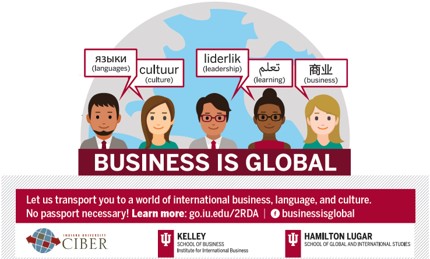 языки
(languages)
cultuur
(culture)
liderlik
(leadership)
تعلم
(learning)
商业
(business)
BUSINESS IS GLOBAL
Let us transport you to a world of international business, language, and culture.
No passport necessary! Learn more: go.iu.edu/2RDA | businessisglobal
INDIANA UNIVERSITY
CIBER
KELLEY
SCHOOL OF BUSINESS
Institute for International Business
HAMILTON LUGAR
SCHOOL OF GLOBAL AND INTERNATIONAL STUDIES